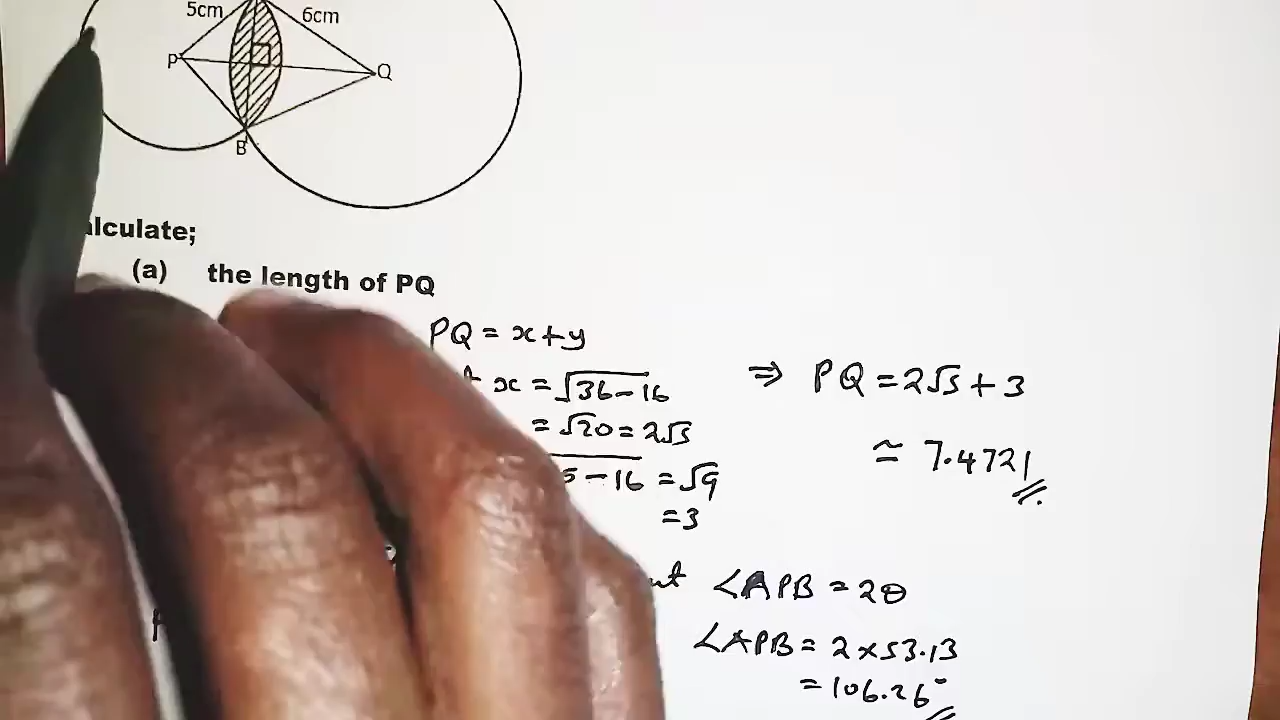 5cm 6cm
P Q
B
alculate;
(a) the length of PQ
PQ = x+y
x = √36-16 ⇒ PQ = 2√5 + 3
= √20 = 2√5
≃ 7.4721
5 - 16 = √9
= 3
∠APB = 2θ
∠APB = 2 × 53.13
= 106.26°